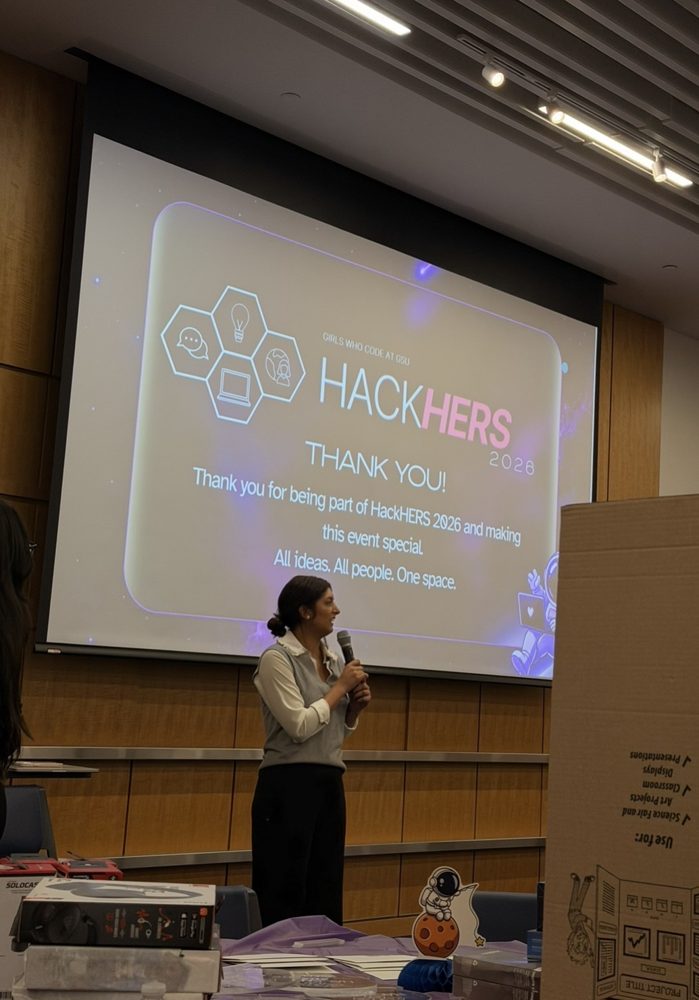 GIRLS WHO CODE AT GSU
HACKHERS
2026
THANK YOU!
Thank you for being part of HackHERS 2026 and making
this event special.
All ideas. All people. One space.
Use for:
✓ Science Fair and
Art Projects
✓ Classroom
Displays
✓ Presentations
PROJECT TITLE
SOLOCAS